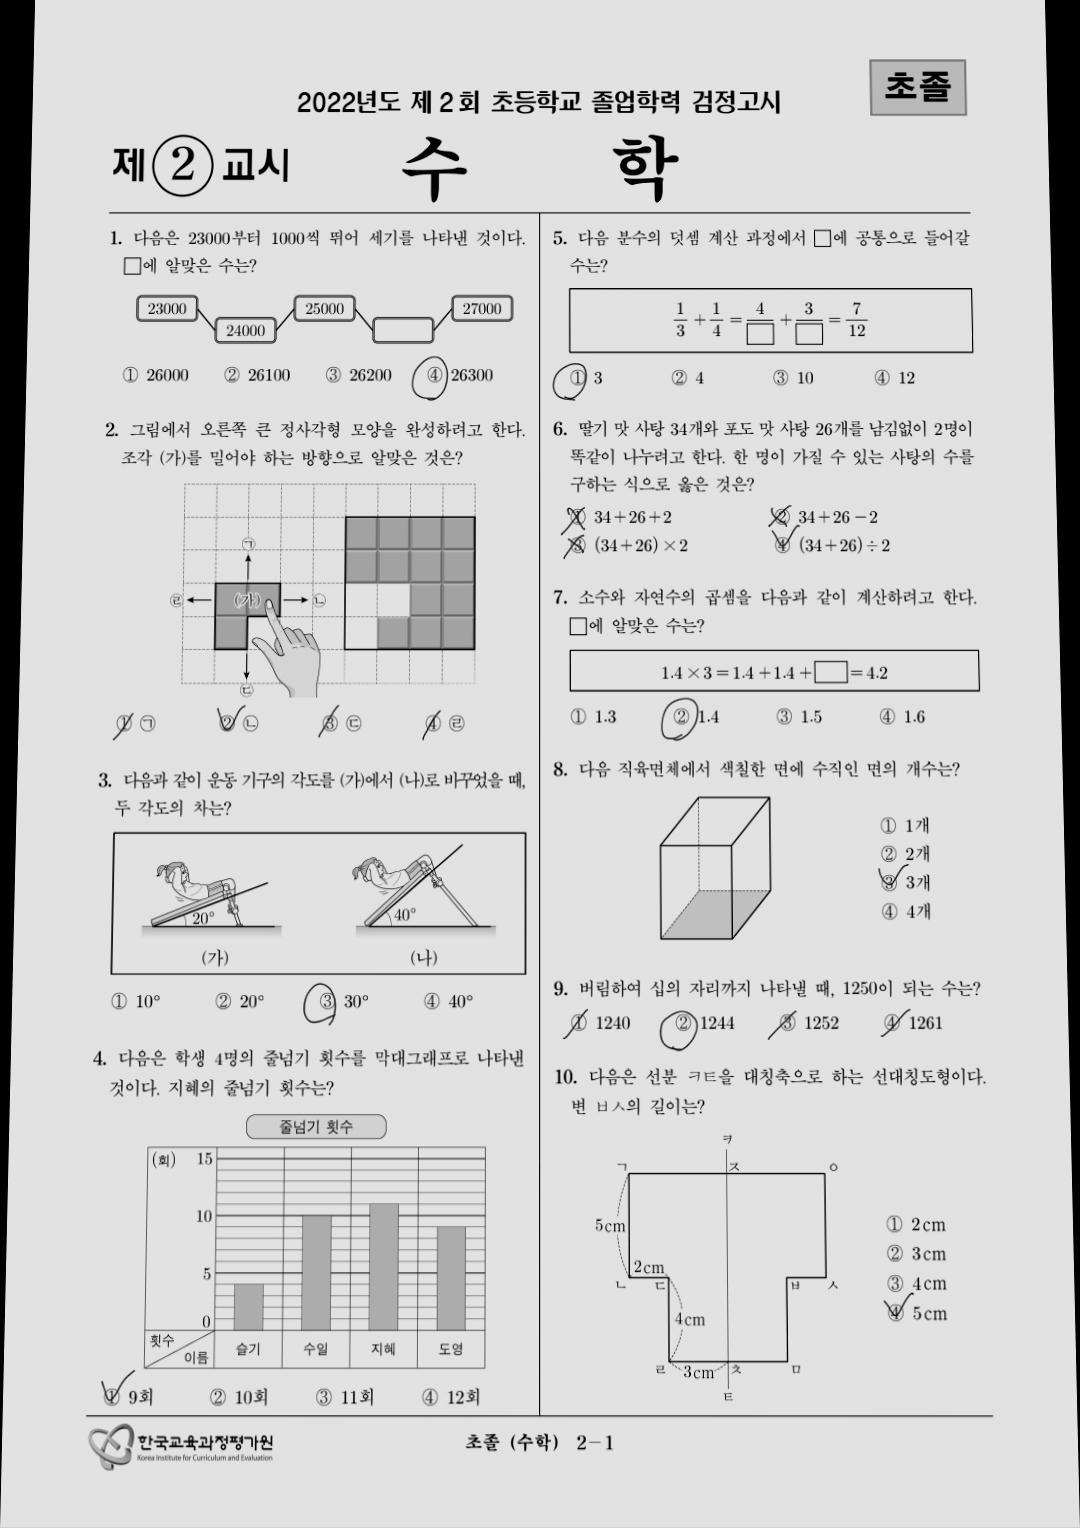 초졸
2022년도 제 2 회 초등학교 졸업학력 검정고시
제 ② 교시 수 학
1. 다음은 23000부터 1000씩 뛰어 세기를 나타낸 것이다.
□에 알맞은 수는?
23000 25000 27000
24000
① 26000 ② 26100 ③ 26200 ④ 26300
2. 그림에서 오른쪽 큰 정사각형 모양을 완성하려고 한다.
조각 (가)를 밀어야 하는 방향으로 알맞은 것은?
㉠
㉣ (가) ㉡
㉢
① ㉠ ② ㉡ ③ ㉢ ④ ㉣
3. 다음과 같이 운동 기구의 각도를 (가)에서 (나)로 바꾸었을 때,
두 각도의 차는?
20° 40°
(가) (나)
① 10° ② 20° ③ 30° ④ 40°
4. 다음은 학생 4명의 줄넘기 횟수를 막대그래프로 나타낸
것이다. 지혜의 줄넘기 횟수는?
줄넘기 횟수
(회) 15
10
5
0
횟수
이름 슬기 수일 지혜 도영
① 9회 ② 10회 ③ 11회 ④ 12회
5. 다음 분수의 덧셈 계산 과정에서 □에 공통으로 들어갈
수는?
1/3 + 1/4 = 4/□ + 3/□ = 7/12
① 3 ② 4 ③ 10 ④ 12
6. 딸기 맛 사탕 34개와 포도 맛 사탕 26개를 남김없이 2명이
똑같이 나누려고 한다. 한 명이 가질 수 있는 사탕의 수를
구하는 식으로 옳은 것은?
① 34+26+2 ② 34+26-2
③ (34+26)×2 ④ (34+26)÷2
7. 소수와 자연수의 곱셈을 다음과 같이 계산하려고 한다.
□에 알맞은 수는?
1.4×3=1.4+1.4+□=4.2
① 1.3 ② 1.4 ③ 1.5 ④ 1.6
8. 다음 직육면체에서 색칠한 면에 수직인 면의 개수는?
① 1개
② 2개
③ 3개
④ 4개
9. 버림하여 십의 자리까지 나타낼 때, 1250이 되는 수는?
① 1240 ② 1244 ③ 1252 ④ 1261
10. 다음은 선분 ㅋㅌ을 대칭축으로 하는 선대칭도형이다.
변 ㅂㅅ의 길이는?
ㅋ
ㄱ ㅈ ㅇ
5cm
2cm
ㄴ ㄷ ㅂ ㅅ
4cm
ㄹ 3cm ㅊ ㅁ
ㅌ
① 2cm
② 3cm
③ 4cm
④ 5cm
한국교육과정평가원
Korea Institute for Curriculum and Evaluation
초졸 (수학) 2-1